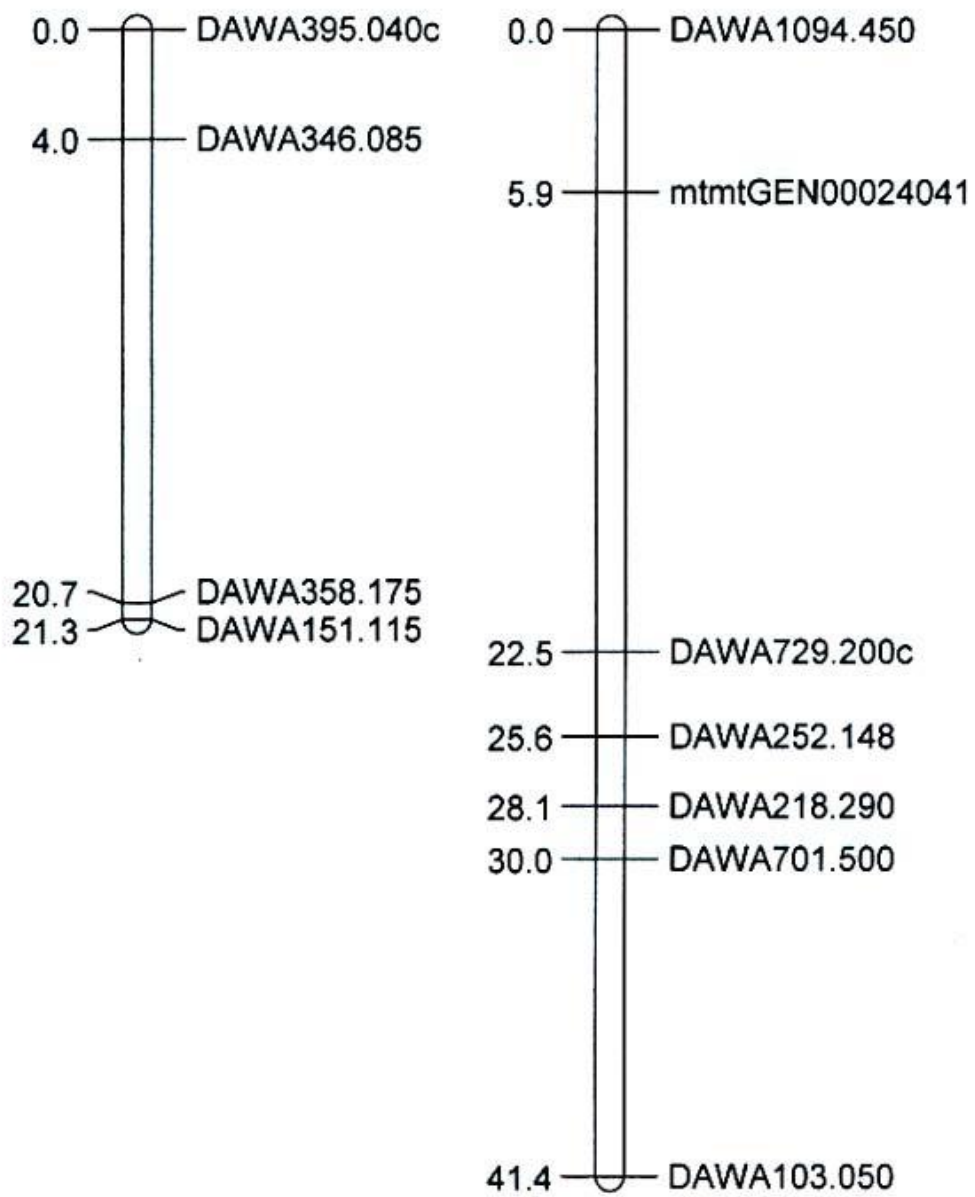 0.0 DAWA395.040c
4.0 DAWA346.085
20.7 DAWA358.175
21.3 DAWA151.115
0.0 DAWA1094.450
5.9 mtmtGEN00024041
22.5 DAWA729.200c
25.6 DAWA252.148
28.1 DAWA218.290
30.0 DAWA701.500
41.4 DAWA103.050